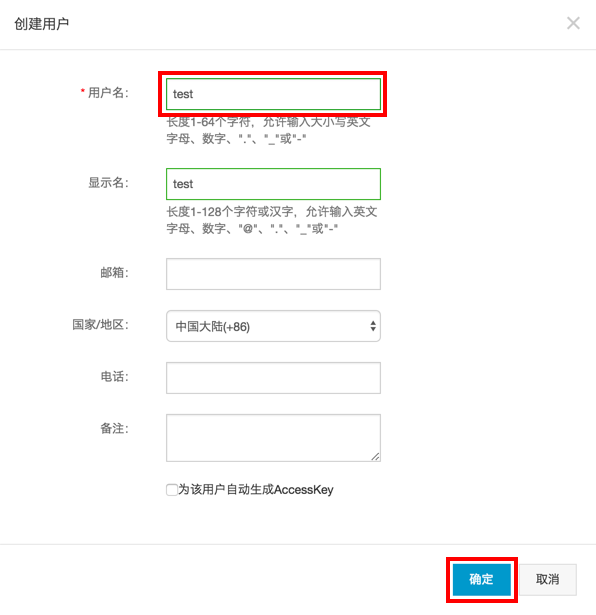 创建用户
* 用户名：
test
长度1-64个字符，允许输入大小写英文
字母、数字、"."、"_"或"-"
显示名：
test
长度1-128个字符或汉字，允许输入英文
字母、数字、"@"、"."、"_"或"-"
邮箱：
国家/地区：
中国大陆(+86)
电话：
备注：
为该用户自动生成AccessKey
确定
取消